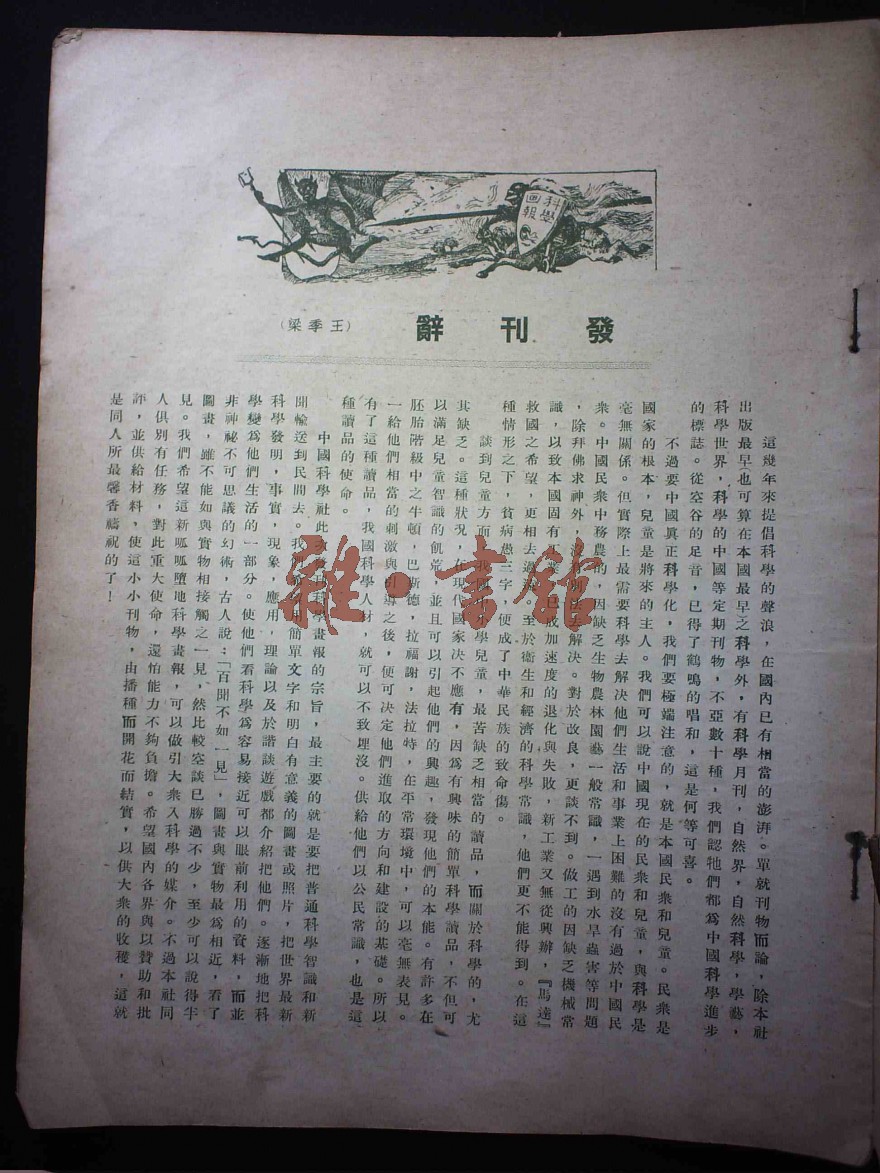 科學
画報
發刊辭
（王季梁）
這幾年來提倡科學的聲浪，在國內已有相當的澎湃。單就刊物而論，除本社
出版最早也可算在本國最早之科學外，有科學月刊，自然界，自然科學，學藝，
科學世界，科學的中國等定期刊物，不亞數十種，我們認牠們都爲中國科學進步
的標誌。從空谷的足音，已得了鶴鳴的唱和，這是何等可喜。
不過要中國真正科學化，我們要極端注意的，就是本國民衆和兒童。民衆是
國家的根本，兒童是將來的主人。我們可以說中國現在的民衆和兒童，與科學是
毫無關係。但實際上最需要科學去解決他們生活和事業上困難的沒有過於中國民
衆。中國民衆中務農的，因缺乏生物農林園藝一般常識，一遇到水旱蟲害等問題
，除拜佛求神外，沒有別法去解決。對於改良，更談不到。做工的因缺乏機械常
識，以致本國固有工業，已成加速度的退化與失敗，新工業又無從興辦，『馬達』
救國之希望，更相去過遠。至於衞生和經濟的科學常識，他們更不能得到。在這
種情形之下，貧病愚三字，便成了中華民族的致命傷。
談到兒童方面，我國中小學兒童，最苦缺乏相當的讀品，而關於科學的，尤
其缺乏。這種狀況，在現代國家決不應有，因爲有興味的簡單科學讀品，不但可
以滿足兒童智識的飢荒，並且可以引起他們的興趣，發現他們的本能。有許多在
胚胎階級中之牛頓，巴斯德，拉福謝，法拉特，在平常環境中，可以毫無表見。
一給他們相當的刺激與引導之後，便可決定他們進取的方向和建設的基礎。所以
有了這種讀品，我國科學人材，就可以不致埋沒。供給他們以公民常識，也是這
種讀品的使命。
中國科學社此次發刊科學畫報的宗旨，最主要的就是要把普通科學智識和新
聞輸送到民間去。我們希望用簡單文字和明白有意義的圖畫或照片，把世界最新
科學發明，事實，現象，應用，理論以及於諧談遊戲都介紹把他們。逐漸地把科
學變爲他們生活的一部分。使他們看科學爲容易接近可以眼前利用的資料，而並
非神祕不可思議的幻術，古人說：「百聞不如一見」，圖畫與實物最爲相近，看了
圖畫，雖不能如與實物相接觸之一見，然比較空談已勝過不少，至少可以說得半
見。我們希望這新呱呱墮地科學畫報，可以做引大衆入科學的媒介。不過本社同
人俱別有任務，對此重大使命，還怕能力不夠負擔。希望國內各界與以贊助和批
評，並供給材料，使這小小刊物，由播種而開花而結實，以供大衆的收穫，這就
是同人所最馨香禱祝的了！
雜·書館